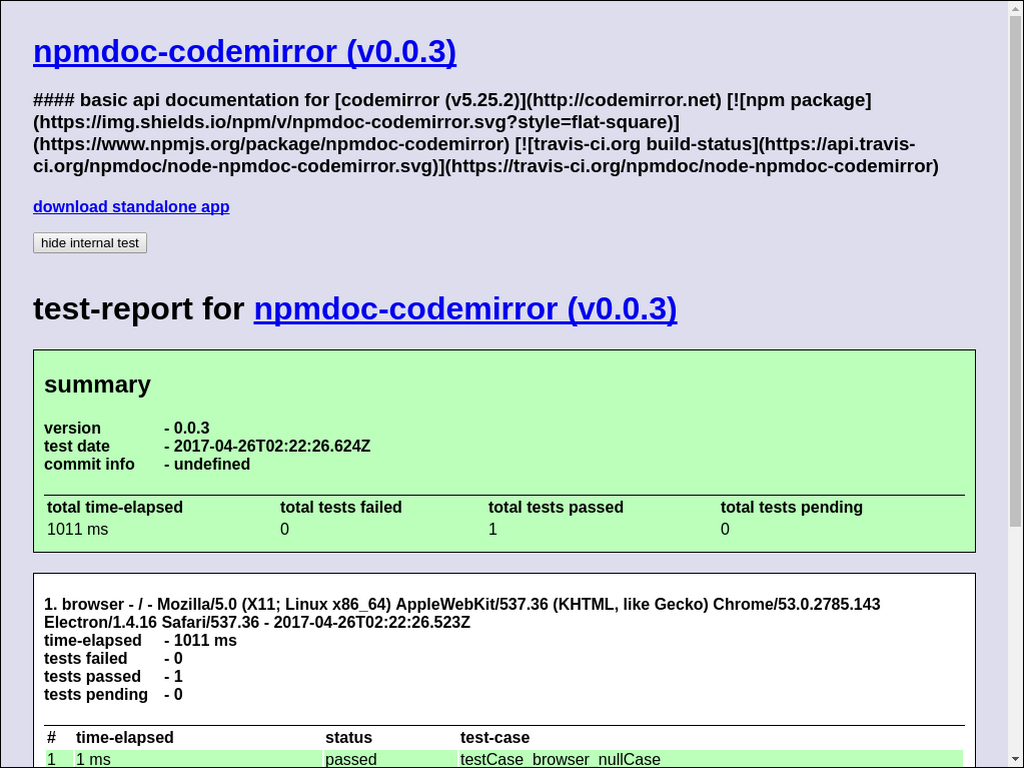 npmdoc-codemirror (v0.0.3)
#### basic api documentation for [codemirror (v5.25.2)](http://codemirror.net) [![npm package]
(https://img.shields.io/npm/v/npmdoc-codemirror.svg?style=flat-square)]
(https://www.npmjs.org/package/npmdoc-codemirror) [![travis-ci.org build-status](https://api.travis-
ci.org/npmdoc/node-npmdoc-codemirror.svg)](https://travis-ci.org/npmdoc/node-npmdoc-codemirror)
download standalone app
hide internal test
test-report for npmdoc-codemirror (v0.0.3)
summary
version - 0.0.3
test date - 2017-04-26T02:22:26.624Z
commit info - undefined
total time-elapsed total tests failed total tests passed total tests pending
1011 ms 0 1 0
1. browser - / - Mozilla/5.0 (X11; Linux x86_64) AppleWebKit/537.36 (KHTML, like Gecko) Chrome/53.0.2785.143
Electron/1.4.16 Safari/537.36 - 2017-04-26T02:22:26.523Z
time-elapsed - 1011 ms
tests failed - 0
tests passed - 1
tests pending - 0
# time-elapsed status test-case
1 1 ms passed testCase_browser_nullCase